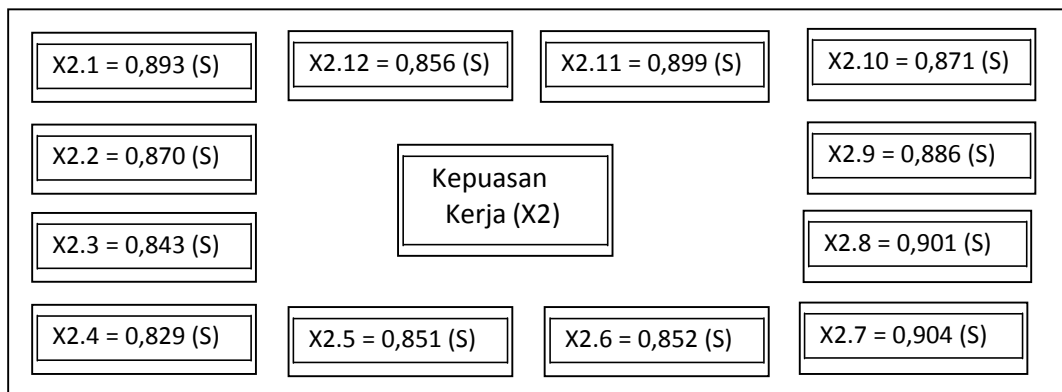 X2.1 = 0,893 (S)
X2.12 = 0,856 (S)
X2.11 = 0,899 (S)
X2.10 = 0,871 (S)
X2.2 = 0,870 (S)
X2.9 = 0,886 (S)
Kepuasan
Kerja (X2)
X2.3 = 0,843 (S)
X2.8 = 0,901 (S)
X2.4 = 0,829 (S)
X2.5 = 0,851 (S)
X2.6 = 0,852 (S)
X2.7 = 0,904 (S)